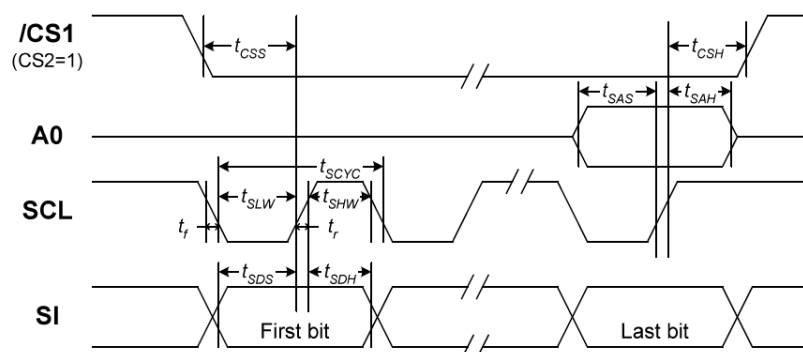 /CS1
(CS2=1)
tCSS
tCSH
tSAS
tSAH
A0
tSCYC
SCL
tSLW
tSHW
tf
tr
tSDS
tSDH
SI
First bit
Last bit